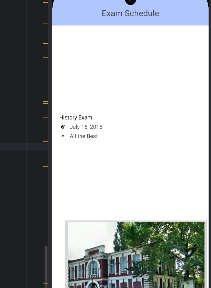 Exam Schedule
History Exam
July 15, 2015
All the Best